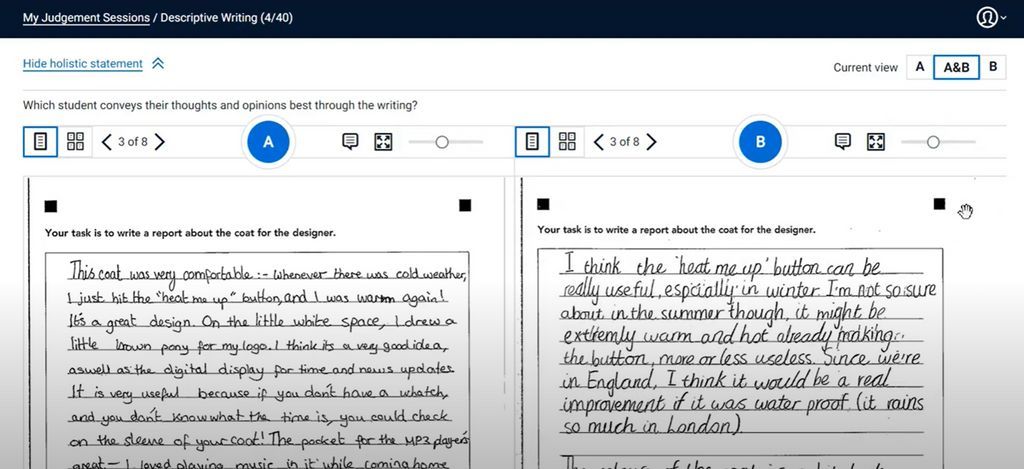 My Judgement Sessions / Descriptive Writing (4/40)
Hide holistic statement
Current view A A&B B
Which student conveys their thoughts and opinions best through the writing?
3 of 8 A
3 of 8 B
Your task is to write a report about the coat for the designer.
This coat was very comfortable :- Whenever there was cold weather,
I just hit the "heat me up" button, and I was warm again!
It's a great design. On the little white space, I drew a
little brown pony for my logo. I think its a very good idea,
aswell as the digital display for time and news updates
It is very useful because if you don't have a whatch,
and you don't know what the time is, you could check
on the sleeve of your coat! The pocket for the MP3 player's
great – I loved playing music in it while coming home
Your task is to write a report about the coat for the designer.
I think the 'heat me up' button can be
really useful, espcially in winter. I'm not so sure
about in the summer though, it might be
extremly warm and hot already making
the button, more or less useless. Since we're
in England, I think it would be a real
improvement if it was water proof (it rains
so much in London).